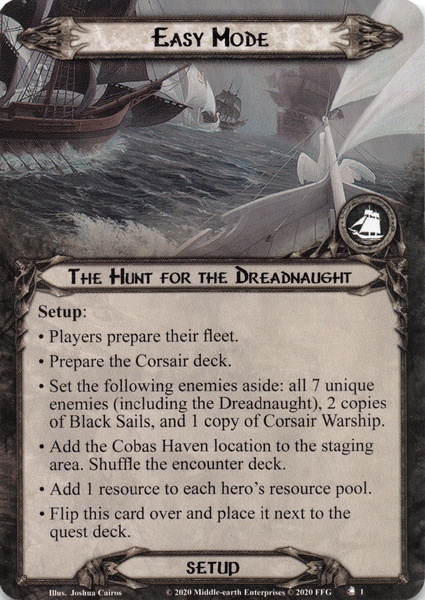 Easy Mode
The Hunt for the Dreadnaught
Setup:
• Players prepare their fleet.
• Prepare the Corsair deck.
• Set the following enemies aside: all 7 unique
enemies (including the Dreadnaught), 2 copies
of Black Sails, and 1 copy of Corsair Warship.
• Add the Cobas Haven location to the staging
area. Shuffle the encounter deck.
• Add 1 resource to each hero's resource pool.
• Flip this card over and place it next to the
quest deck.
SETUP
Illus. Joshua Cairos © 2020 Middle-earth Enterprises © 2020 FFG 1